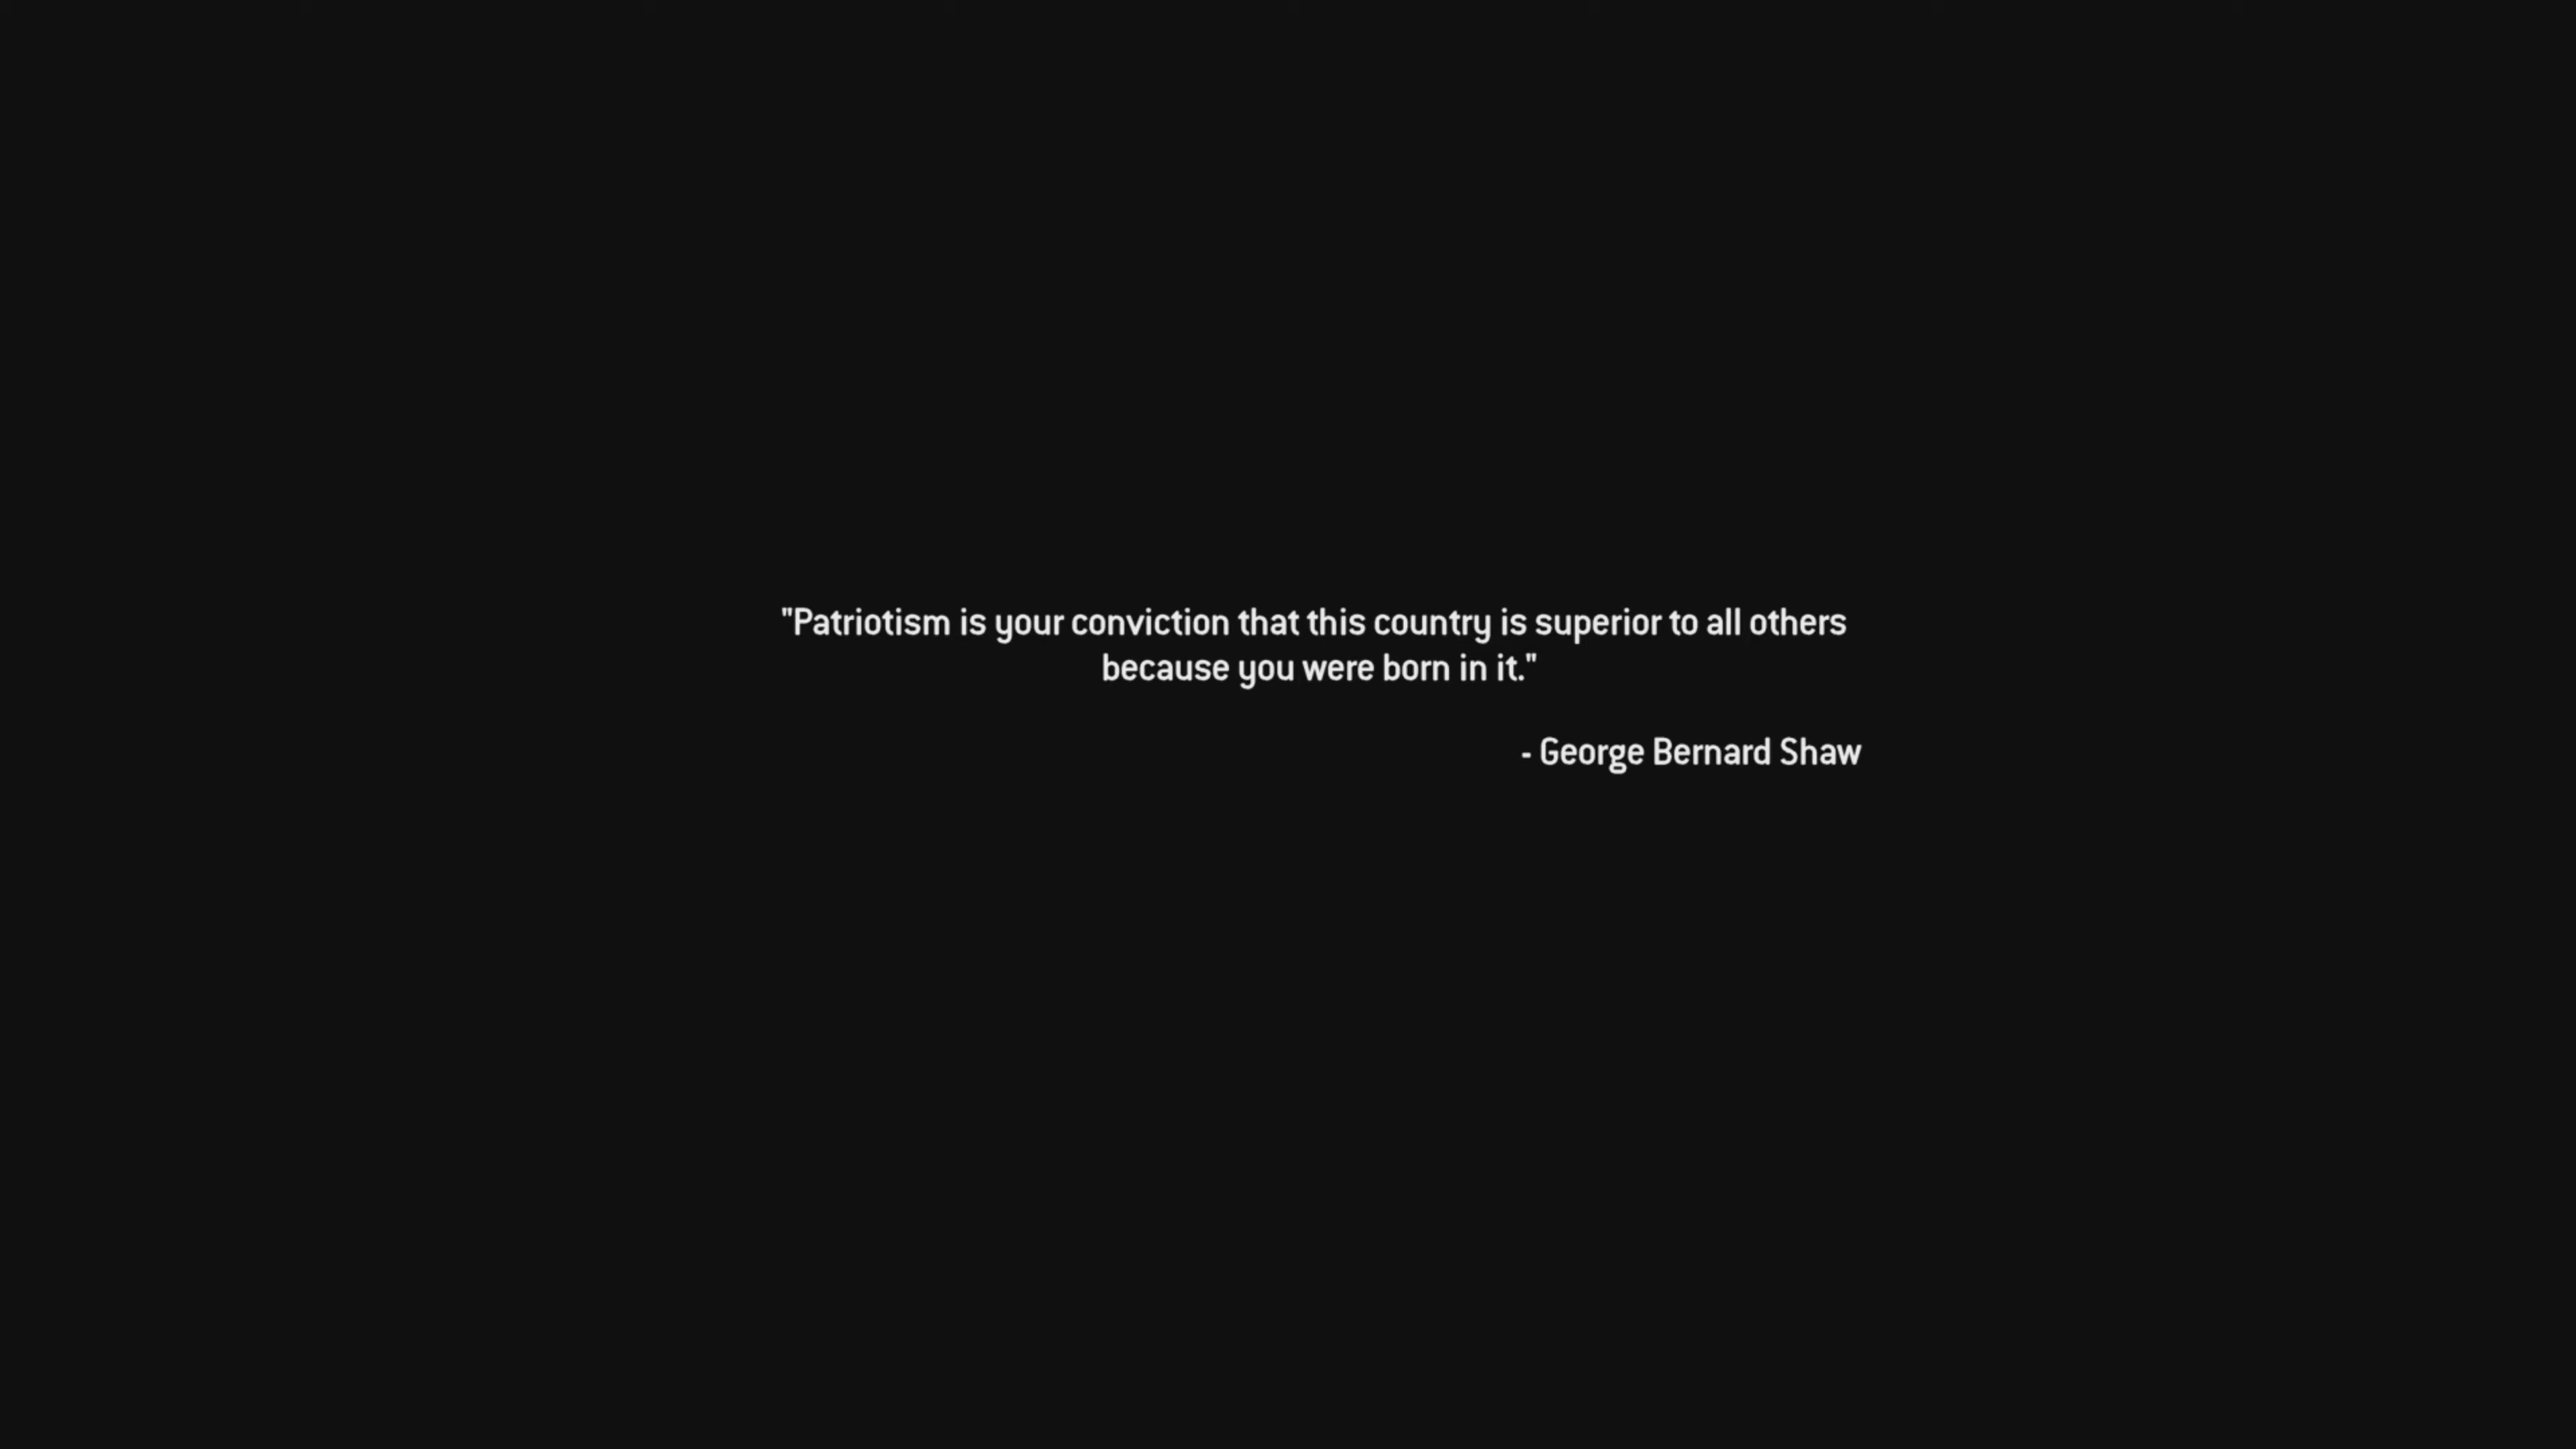 "Patriotism is your conviction that this country is superior to all others
because you were born in it."
- George Bernard Shaw